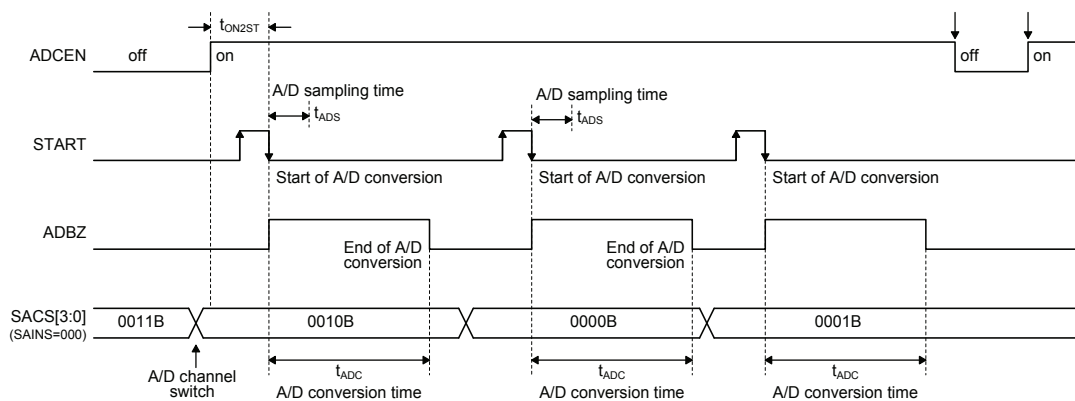 tON2ST
ADCEN off on off on
A/D sampling time A/D sampling time
tADS tADS
START
Start of A/D conversion Start of A/D conversion Start of A/D conversion
ADBZ
End of A/D conversion End of A/D conversion
SACS[3:0] 0011B 0010B 0000B 0001B
(SAINS=000)
A/D channel switch
tADC tADC tADC
A/D conversion time A/D conversion time A/D conversion time